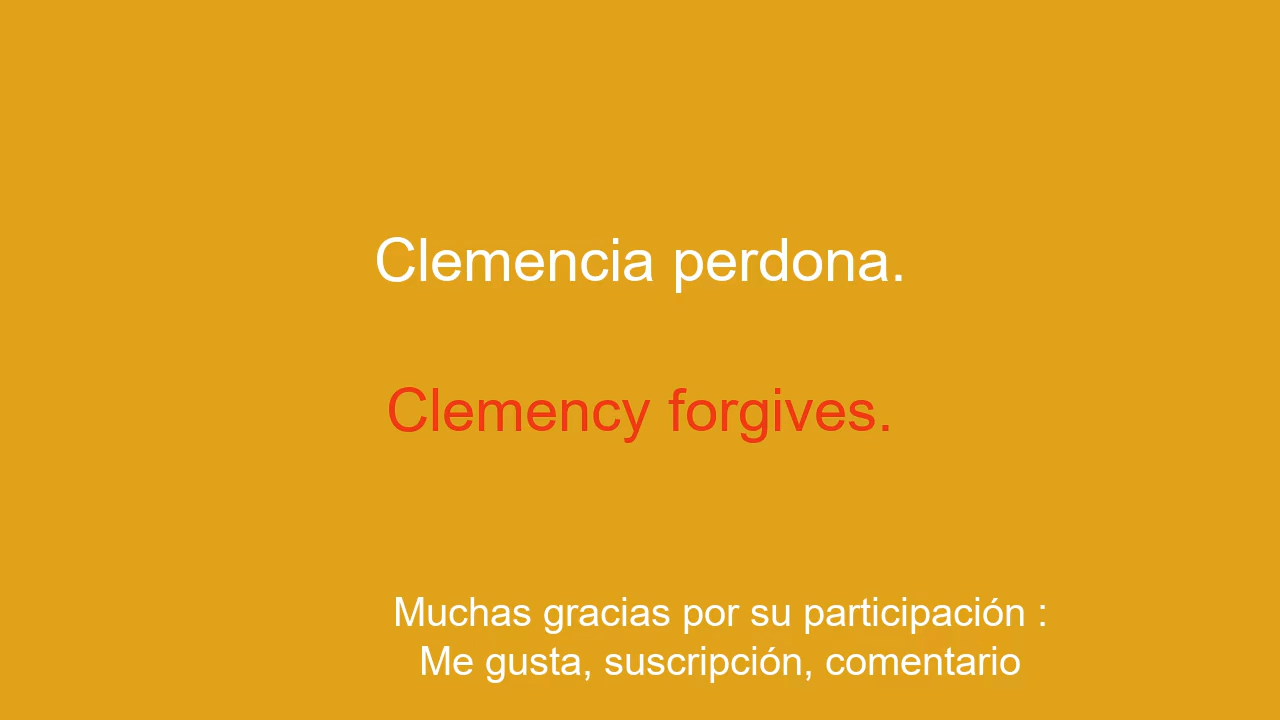 Clemencia perdona.
Clemency forgives.
Muchas gracias por su participación :
Me gusta, suscripción, comentario